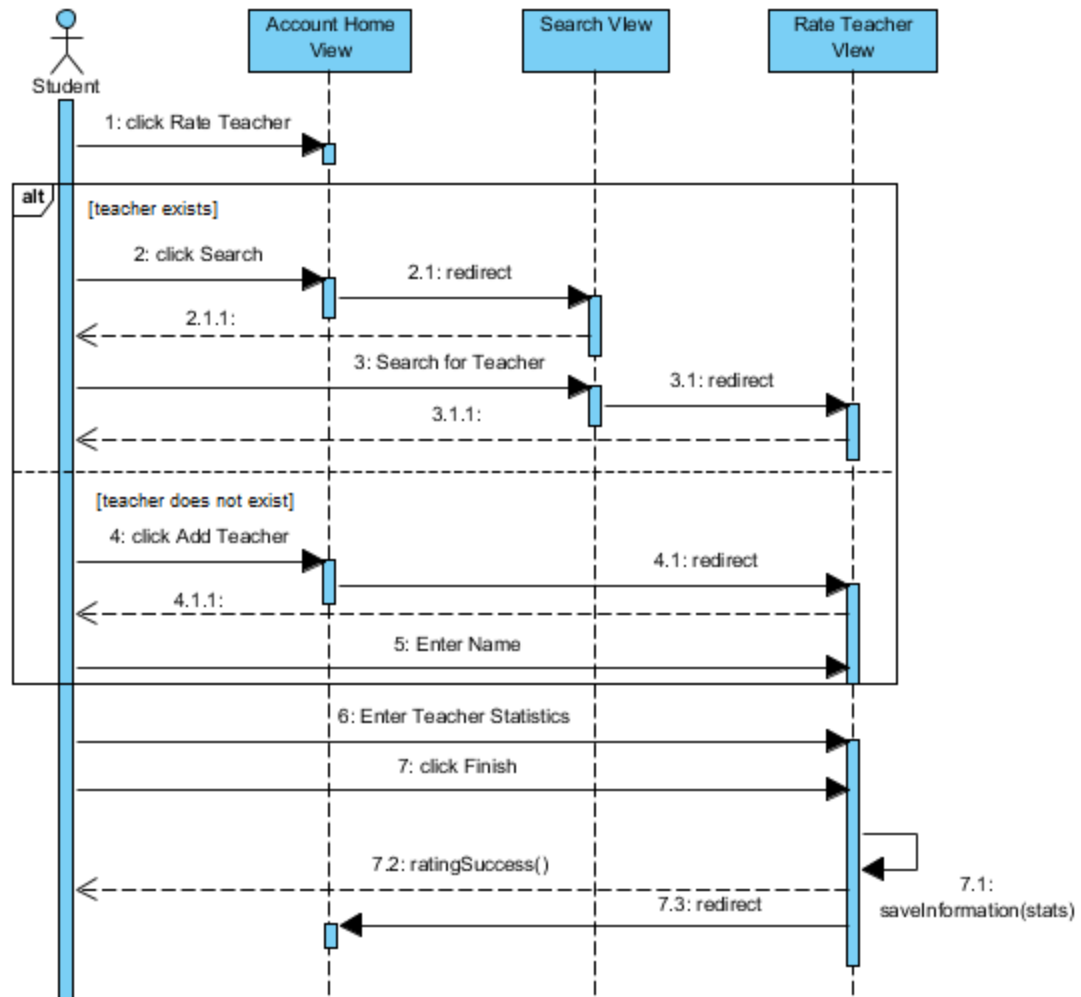 Account Home
View
Search VIew
Rate Teacher
VIew
Student
1: click Rate Teacher
alt
[teacher exists]
2: click Search
2.1: redirect
2.1.1:
3: Search for Teacher
3.1: redirect
3.1.1:
[teacher does not exist]
4: click Add Teacher
4.1: redirect
4.1.1:
5: Enter Name
6: Enter Teacher Statistics
7: click Finish
7.2: ratingSuccess()
7.1:
saveInformation(stats)
7.3: redirect